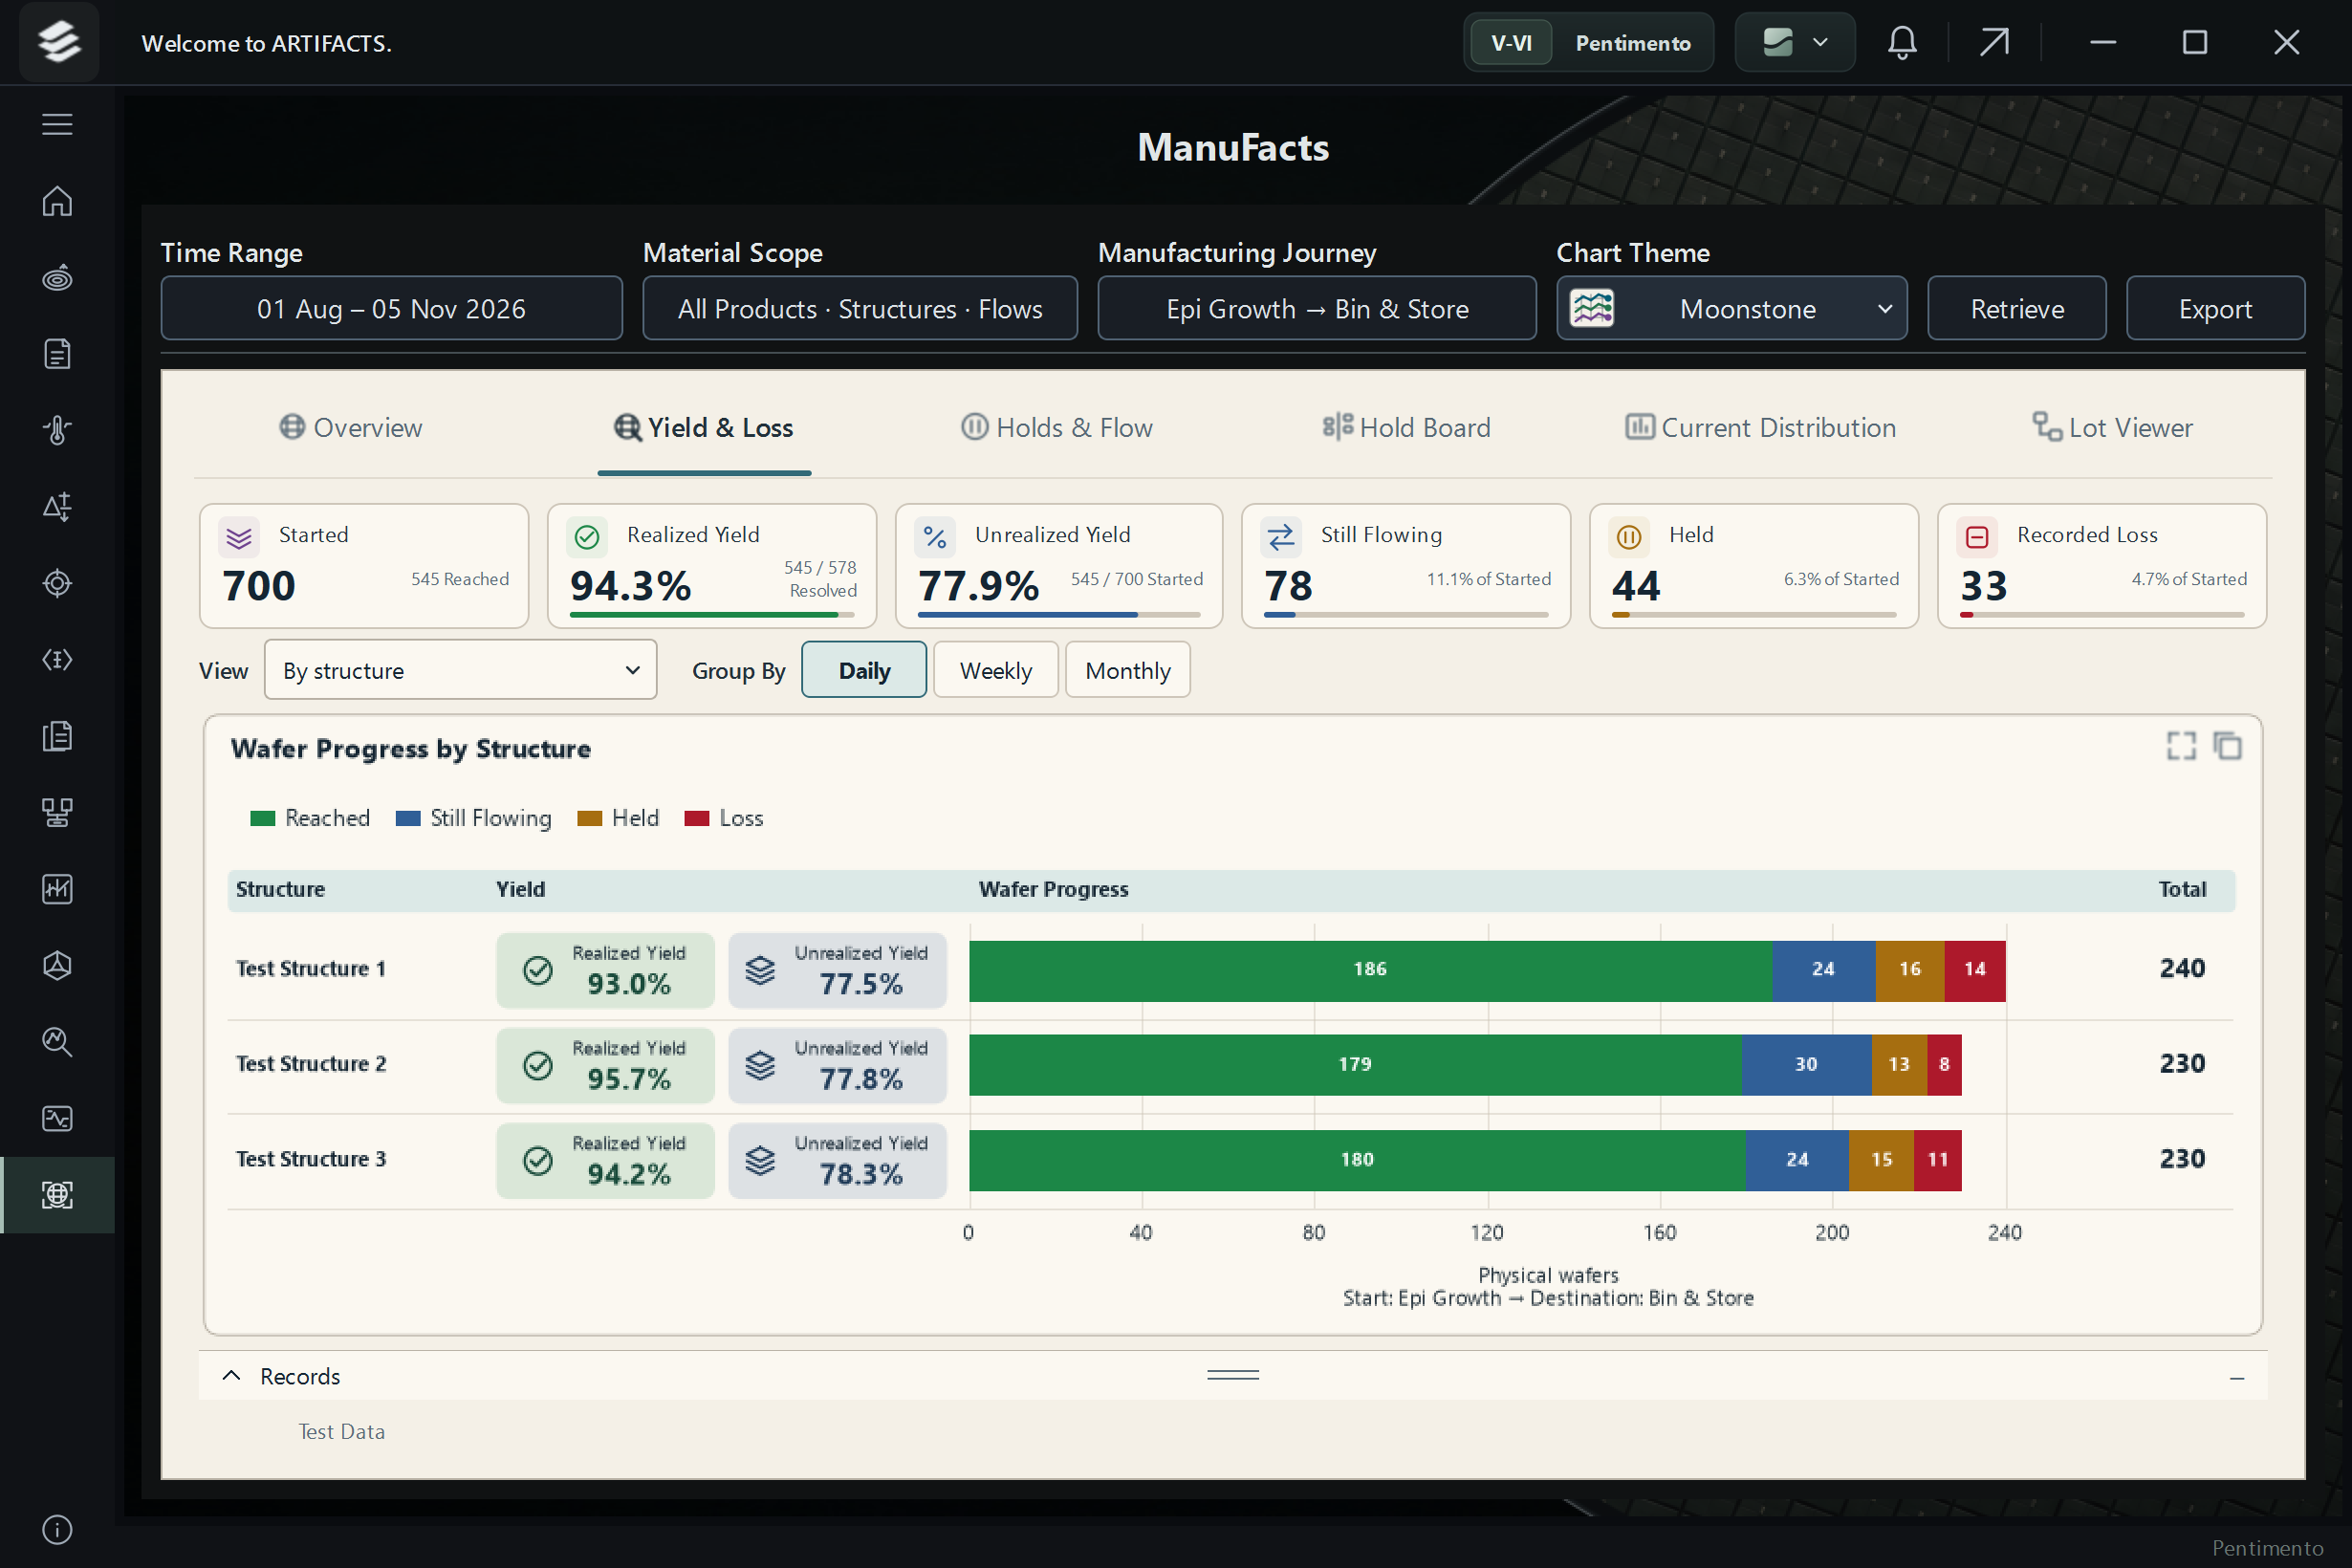 Welcome to ARTIFACTS.
V-VI Pentimento
ManuFacts
Time Range
Material Scope
Manufacturing Journey
Chart Theme
01 Aug – 05 Nov 2026
All Products · Structures · Flows
Epi Growth → Bin & Store
Moonstone
Retrieve
Export
Overview
Yield & Loss
Holds & Flow
Hold Board
Current Distribution
Lot Viewer
Started
700
545 Reached
Realized Yield
94.3%
545 / 578
Resolved
Unrealized Yield
77.9%
545 / 700 Started
Still Flowing
78
11.1% of Started
Held
44
6.3% of Started
Recorded Loss
33
4.7% of Started
View
By structure
Group By
Daily
Weekly
Monthly
Wafer Progress by Structure
Reached
Still Flowing
Held
Loss
Structure
Yield
Wafer Progress
Total
Test Structure 1
Realized Yield
93.0%
Unrealized Yield
77.5%
186
24
16
14
240
Test Structure 2
Realized Yield
95.7%
Unrealized Yield
77.8%
179
30
13
8
230
Test Structure 3
Realized Yield
94.2%
Unrealized Yield
78.3%
180
24
15
11
230
0
40
80
120
160
200
240
Physical wafers
Start: Epi Growth → Destination: Bin & Store
Records
Test Data
Pentimento